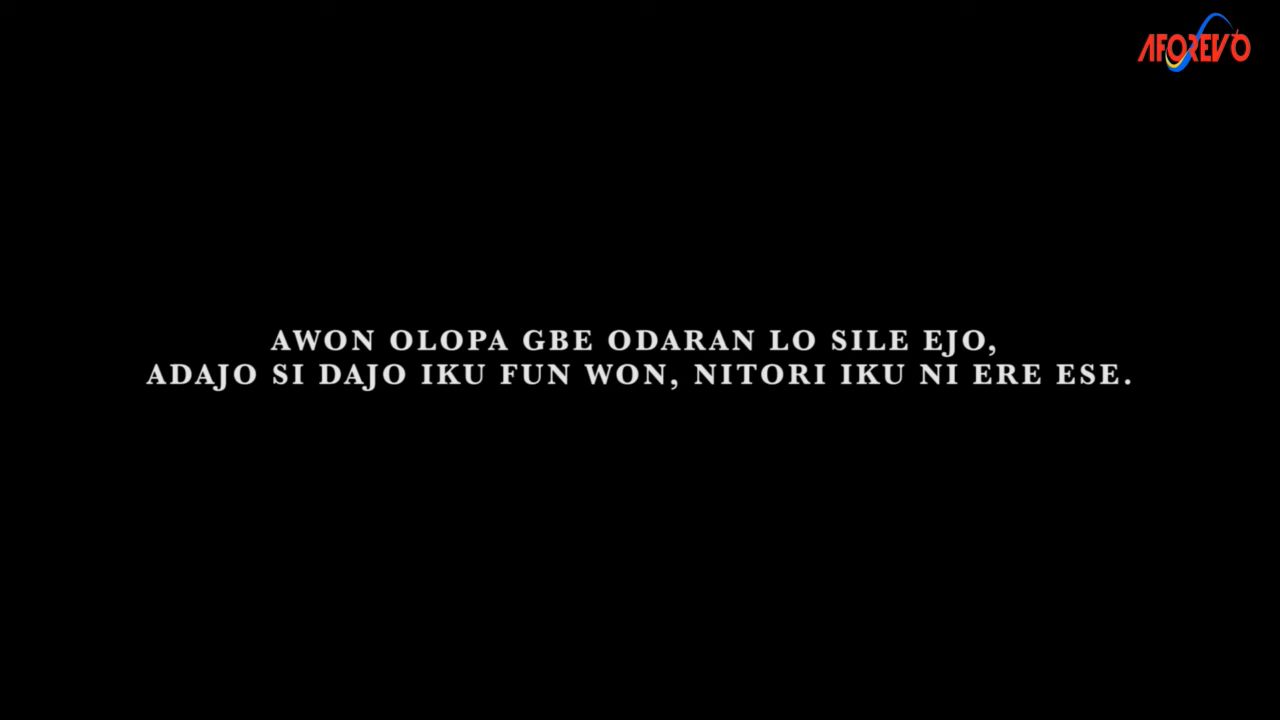 AFOREVO
AWON OLOPA GBE ODARAN LO SILE EJO,
ADAJO SI DAJO IKU FUN WON, NITORI IKU NI ERE ESE.